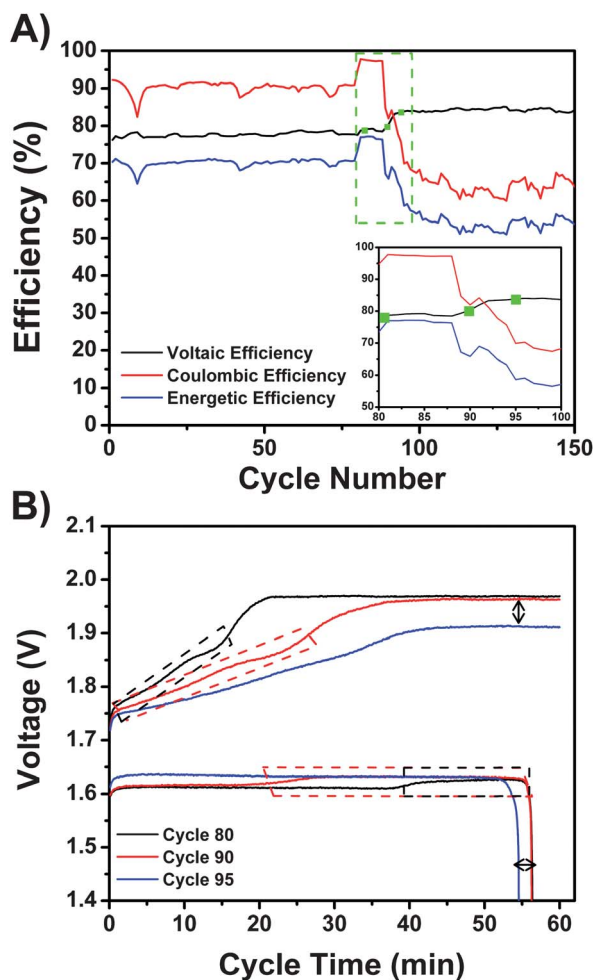 A)
Efficiency (%)
100
90
80
70
60
50
40
30
20
10
0
Voltaic Efficiency
Coulombic Efficiency
Energetic Efficiency
100
90
80
70
60
50
80 85 90 95 100
0 50 100 150
Cycle Number
B)
Voltage (V)
2.1
2.0
1.9
1.8
1.7
1.6
1.5
1.4
Cycle 80
Cycle 90
Cycle 95
0 10 20 30 40 50 60
Cycle Time (min)